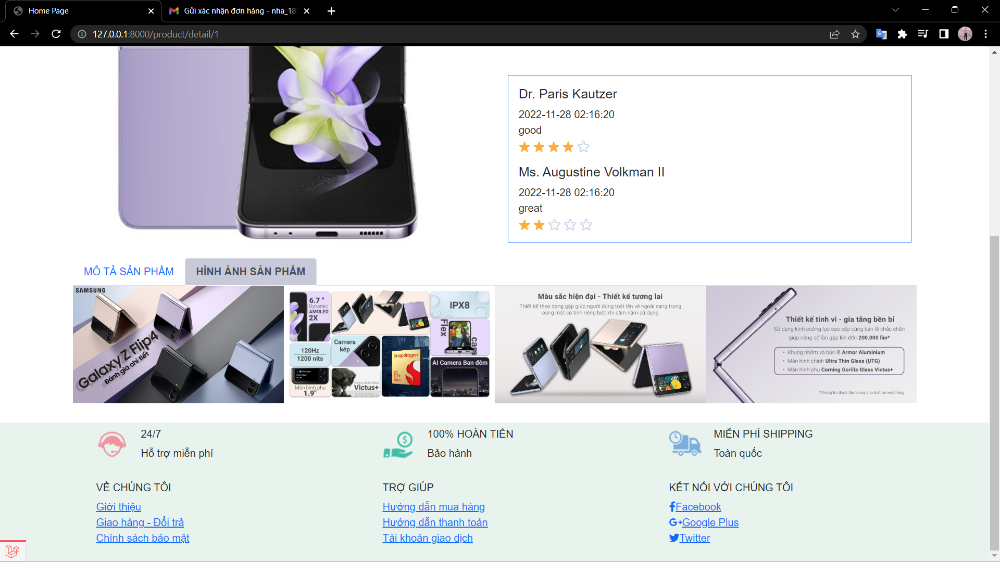 Home Page
Gửi xác nhận đơn hàng - nha_18
127.0.0.1:8000/product/detail/1
Dr. Paris Kautzer
2022-11-28 02:16:20
good
Ms. Augustine Volkman II
2022-11-28 02:16:20
great
MÔ TẢ SẢN PHẨM
HÌNH ẢNH SẢN PHẨM
SAMSUNG
Galaxy Z Flip4
Đánh giá chi tiết
6.7 "
Dynamic
AMOLED
2X
IPX8
Flex
cam
120Hz
1200 nits
Camera
kép
Snapdragon
8+
Gen 1
AI Camera Ban đêm
Màn hình phụ
1.9"
Corning Gorilla Glass
Victus+
Màu sắc hiện đại - Thiết kế tương lai
Thiết kế theo dạng gập giúp người dùng toát lên vẻ ngoài sang trọng
cùng một cá tính riêng biệt khi cầm nắm sử dụng
Thiết kế tinh vi - gia tăng bền bỉ
Sử dụng kính cường lực cao cấp cùng bản lề chắc chắn
giúp nâng số lần gập lên đến 200.000 lần*
• Khung nhôm và bản lề Armor Aluminium
• Màn hình chính Ultra Thin Glass (UTG)
• Màn hình phụ Corning Gorilla Glass Victus+
*Thông tin được Samsung cho biết tại web hãng
24/7
Hỗ trợ miễn phí
100% HOÀN TIỀN
Bảo hành
MIỄN PHÍ SHIPPING
Toàn quốc
VỀ CHÚNG TÔI
Giới thiệu
Giao hàng - Đổi trả
Chính sách bảo mật
TRỢ GIÚP
Hướng dẫn mua hàng
Hướng dẫn thanh toán
Tài khoản giao dịch
KẾT NỐI VỚI CHÚNG TÔI
Facebook
Google Plus
Twitter